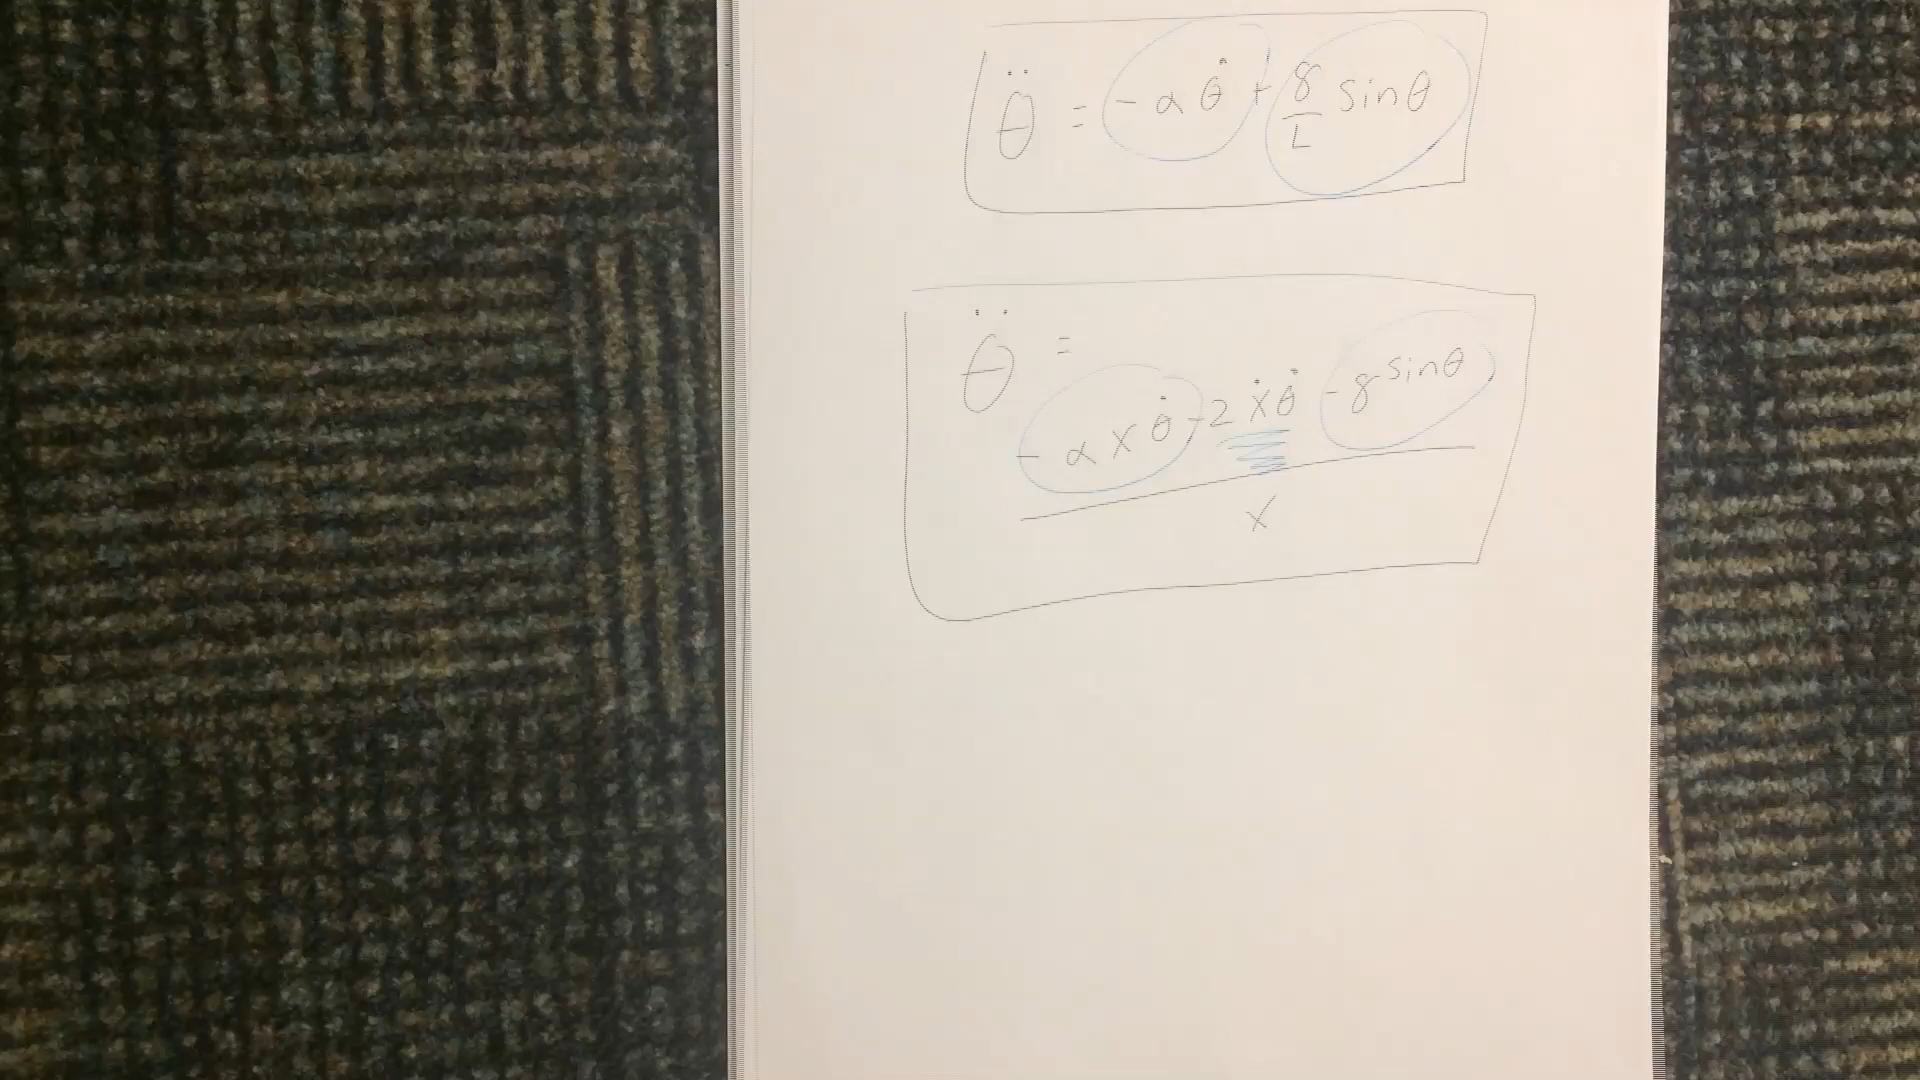 θ̈ = -αθ̇ + g/L sinθ
θ̈ =
-αxθ̇ -2ẋθ̇ -g sinθ
x